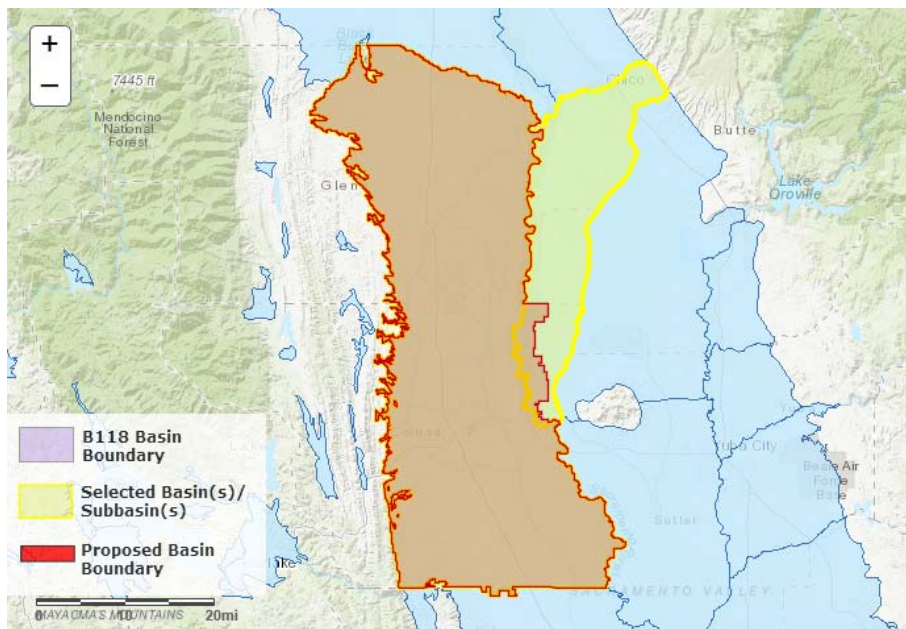 +
−
7445 ft
Mendocino
National
Forest
Chico
Butte
Lake
Oroville
Glen
Yuba City
Beale Air
Force
Base
Sutter
SACRAMENTO VALLEY
B118 Basin
Boundary
Selected Basin(s)/
Subbasin(s)
Proposed Basin
Boundary
Lake
0 10 20mi
MAYACMAS MOUNTAINS